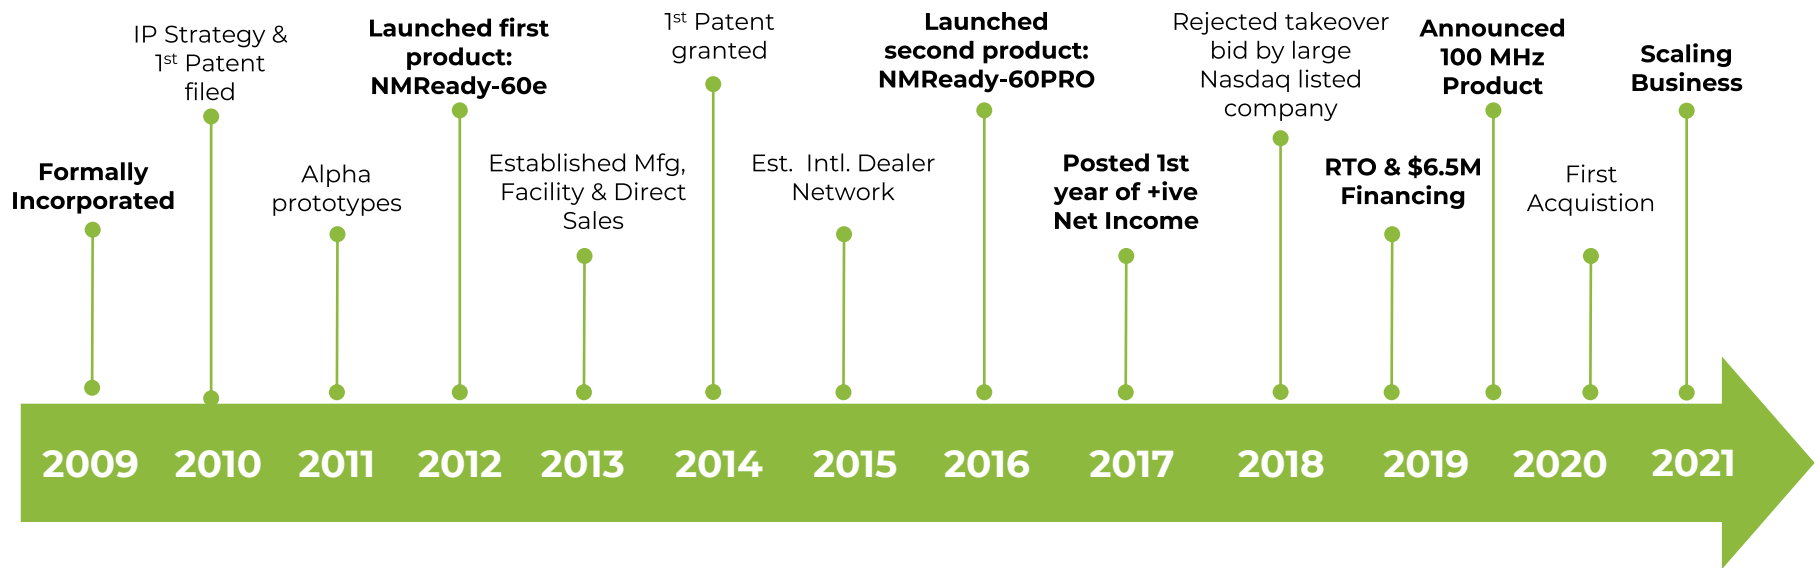 Formally
Incorporated
IP Strategy &
1st Patent
filed
Alpha
prototypes
Launched first
product:
NMReady-60e
Established Mfg,
Facility & Direct
Sales
1st Patent
granted
Est. Intl. Dealer
Network
Launched
second product:
NMReady-60PRO
Posted 1st
year of +ive
Net Income
Rejected takeover
bid by large
Nasdaq listed
company
RTO & $6.5M
Financing
Announced
100 MHz
Product
First
Acquistion
Scaling
Business
2009 2010 2011 2012 2013 2014 2015 2016 2017 2018 2019 2020 2021